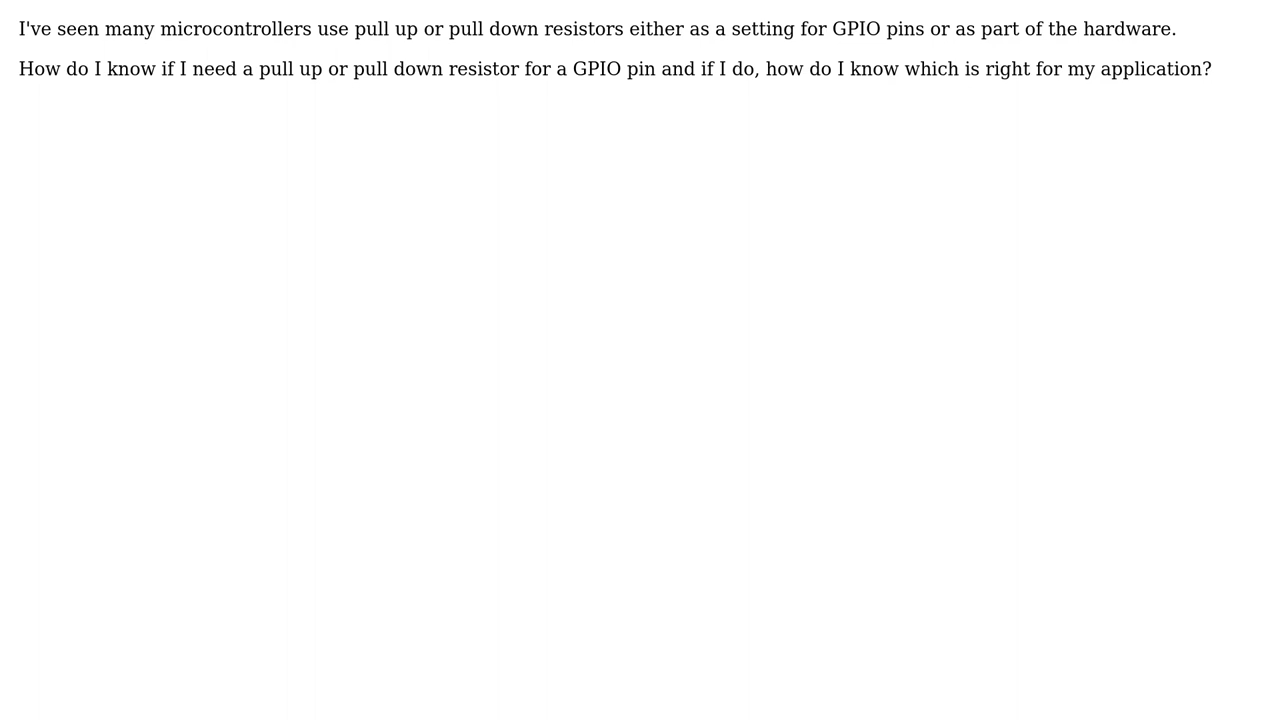 I've seen many microcontrollers use pull up or pull down resistors either as a setting for GPIO pins or as part of the hardware.
How do I know if I need a pull up or pull down resistor for a GPIO pin and if I do, how do I know which is right for my application?